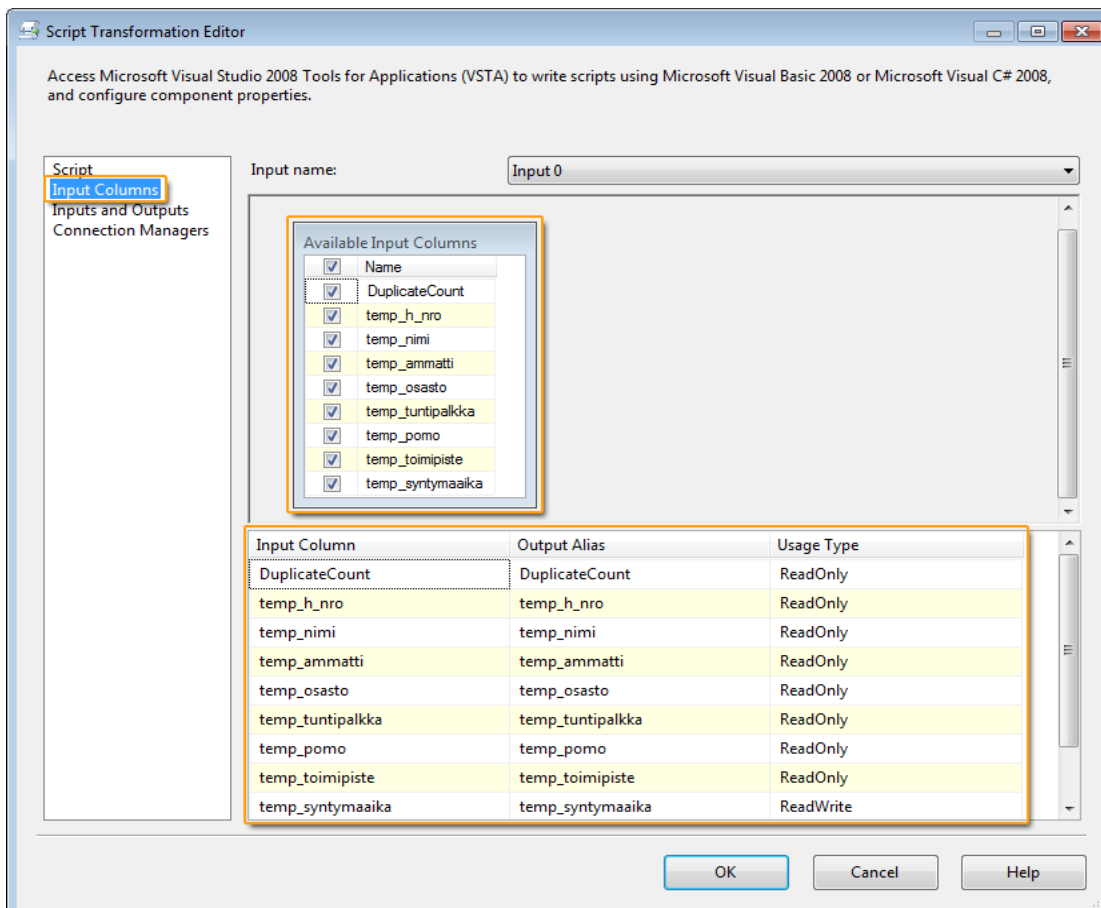 Script Transformation Editor
Access Microsoft Visual Studio 2008 Tools for Applications (VSTA) to write scripts using Microsoft Visual Basic 2008 or Microsoft Visual C# 2008,
and configure component properties.
Script
Input Columns
Inputs and Outputs
Connection Managers
Input name: Input 0
Available Input Columns
Name
DuplicateCount
temp_h_nro
temp_nimi
temp_ammatti
temp_osasto
temp_tuntipalkka
temp_pomo
temp_toimipiste
temp_syntymaaika
Input Column Output Alias Usage Type
DuplicateCount DuplicateCount ReadOnly
temp_h_nro temp_h_nro ReadOnly
temp_nimi temp_nimi ReadOnly
temp_ammatti temp_ammatti ReadOnly
temp_osasto temp_osasto ReadOnly
temp_tuntipalkka temp_tuntipalkka ReadOnly
temp_pomo temp_pomo ReadOnly
temp_toimipiste temp_toimipiste ReadOnly
temp_syntymaaika temp_syntymaaika ReadWrite
OK Cancel Help